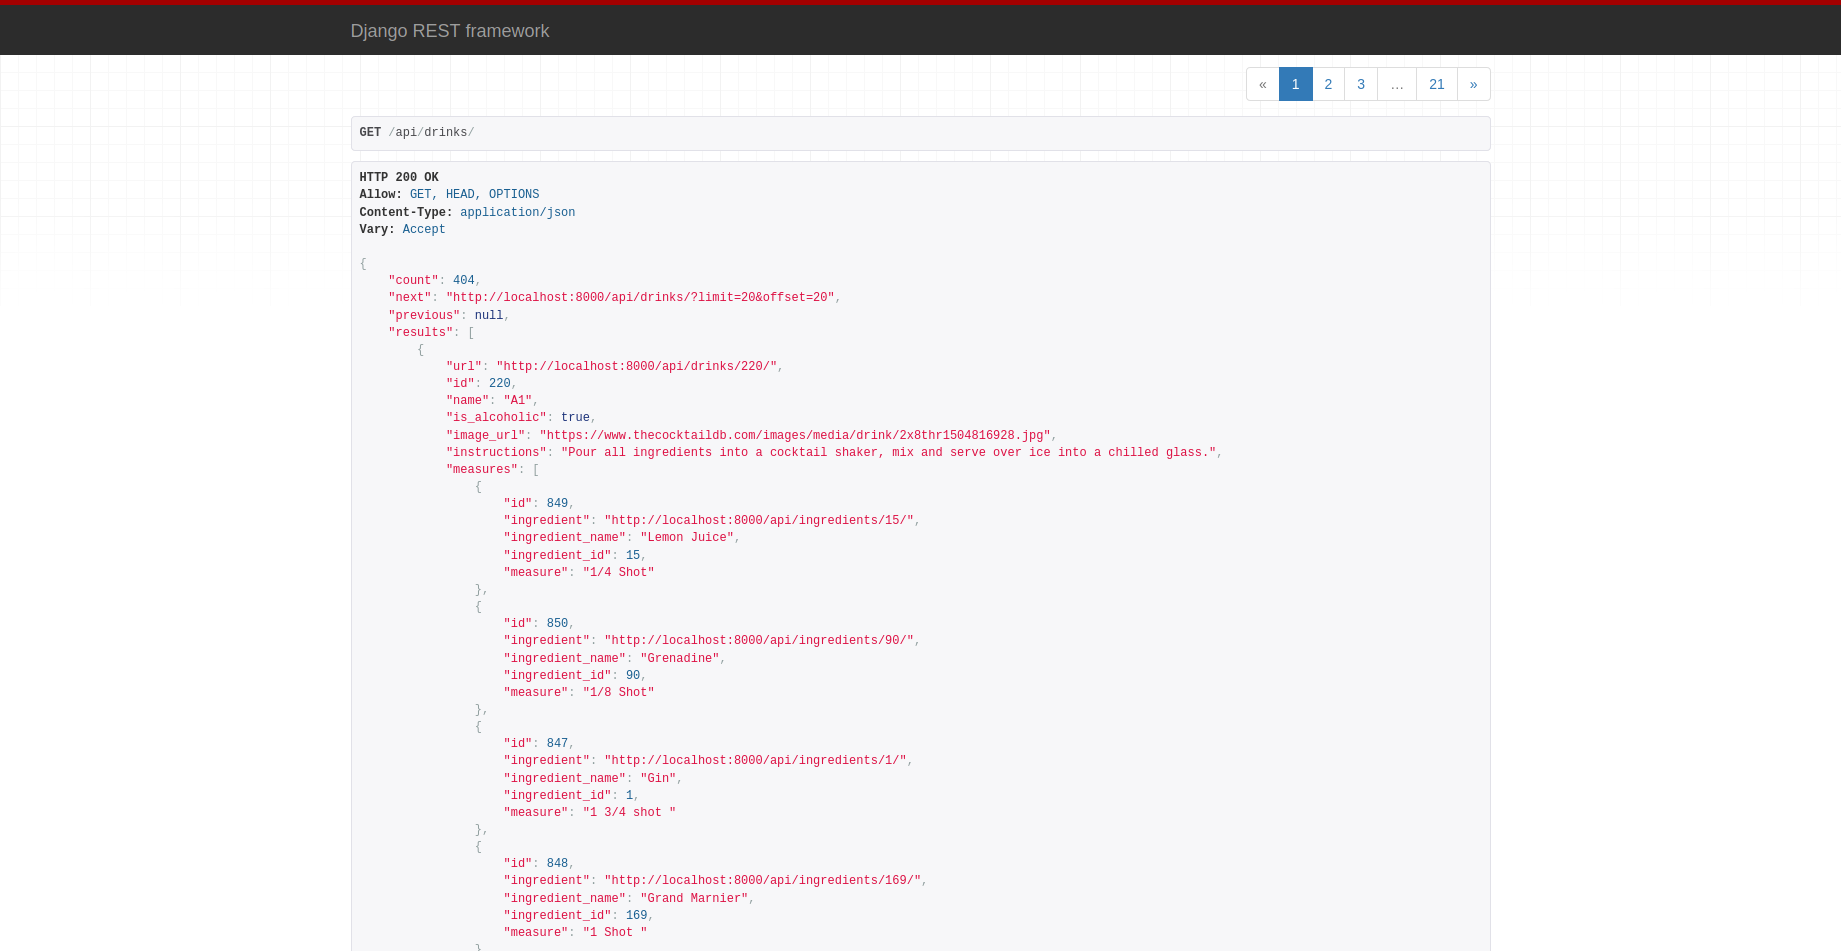 Django REST framework
« 1 2 3 … 21 »
GET /api/drinks/
HTTP 200 OK
Allow: GET, HEAD, OPTIONS
Content-Type: application/json
Vary: Accept
{
    "count": 404,
    "next": "http://localhost:8000/api/drinks/?limit=20&offset=20",
    "previous": null,
    "results": [
        {
            "url": "http://localhost:8000/api/drinks/220/",
            "id": 220,
            "name": "A1",
            "is_alcoholic": true,
            "image_url": "https://www.thecocktaildb.com/images/media/drink/2x8thr1504816928.jpg",
            "instructions": "Pour all ingredients into a cocktail shaker, mix and serve over ice into a chilled glass.",
            "measures": [
                {
                    "id": 849,
                    "ingredient": "http://localhost:8000/api/ingredients/15/",
                    "ingredient_name": "Lemon Juice",
                    "ingredient_id": 15,
                    "measure": "1/4 Shot"
                },
                {
                    "id": 850,
                    "ingredient": "http://localhost:8000/api/ingredients/90/",
                    "ingredient_name": "Grenadine",
                    "ingredient_id": 90,
                    "measure": "1/8 Shot"
                },
                {
                    "id": 847,
                    "ingredient": "http://localhost:8000/api/ingredients/1/",
                    "ingredient_name": "Gin",
                    "ingredient_id": 1,
                    "measure": "1 3/4 shot "
                },
                {
                    "id": 848,
                    "ingredient": "http://localhost:8000/api/ingredients/169/",
                    "ingredient_name": "Grand Marnier",
                    "ingredient_id": 169,
                    "measure": "1 Shot "
                }